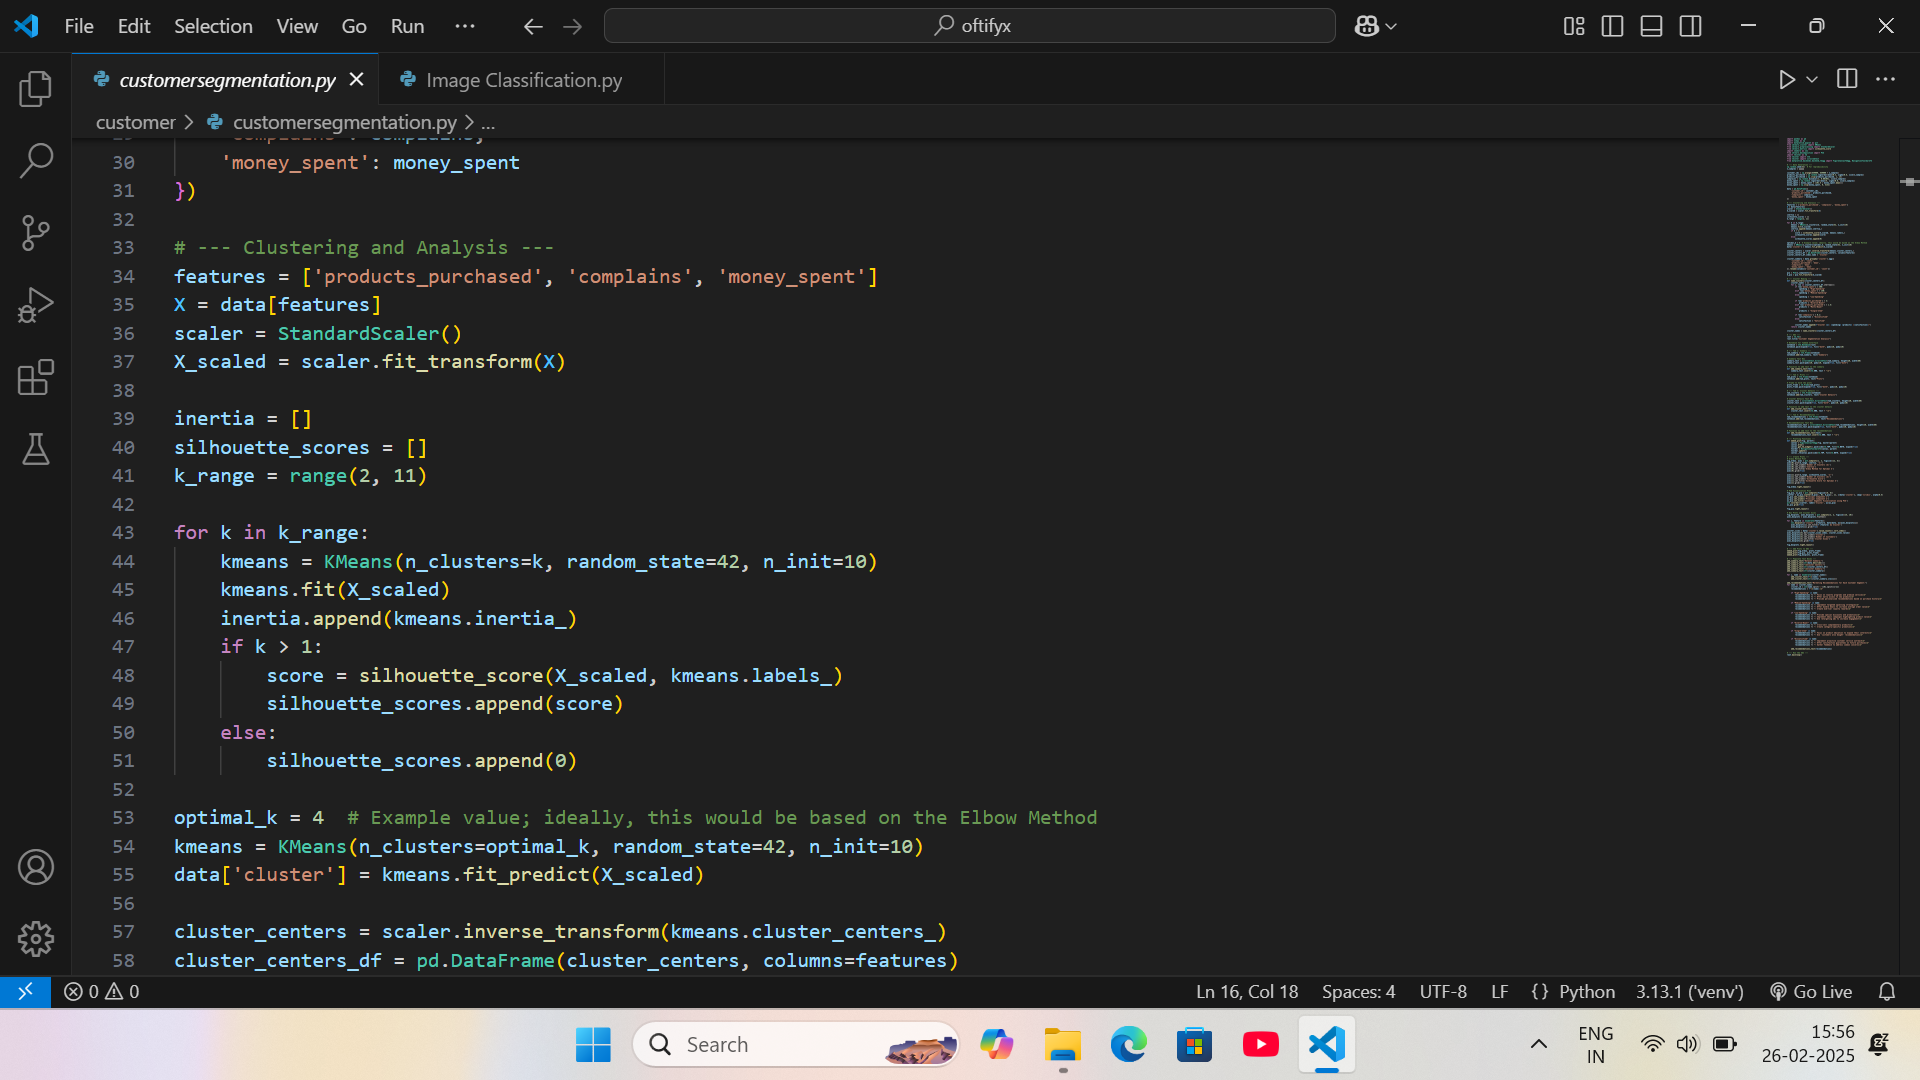 File Edit Selection View Go Run ··· oftifyx
customersegmentation.py Image Classification.py
customer > customersegmentation.py > ...
30 'money_spent': money_spent
31 })
32
33 # --- Clustering and Analysis ---
34 features = ['products_purchased', 'complains', 'money_spent']
35 X = data[features]
36 scaler = StandardScaler()
37 X_scaled = scaler.fit_transform(X)
38
39 inertia = []
40 silhouette_scores = []
41 k_range = range(2, 11)
42
43 for k in k_range:
44 kmeans = KMeans(n_clusters=k, random_state=42, n_init=10)
45 kmeans.fit(X_scaled)
46 inertia.append(kmeans.inertia_)
47 if k > 1:
48 score = silhouette_score(X_scaled, kmeans.labels_)
49 silhouette_scores.append(score)
50 else:
51 silhouette_scores.append(0)
52
53 optimal_k = 4 # Example value; ideally, this would be based on the Elbow Method
54 kmeans = KMeans(n_clusters=optimal_k, random_state=42, n_init=10)
55 data['cluster'] = kmeans.fit_predict(X_scaled)
56
57 cluster_centers = scaler.inverse_transform(kmeans.cluster_centers_)
58 cluster_centers_df = pd.DataFrame(cluster_centers, columns=features)
0 0 Ln 16, Col 18 Spaces: 4 UTF-8 LF {} Python 3.13.1 ('venv') Go Live
Search
ENG
IN
15:56
26-02-2025